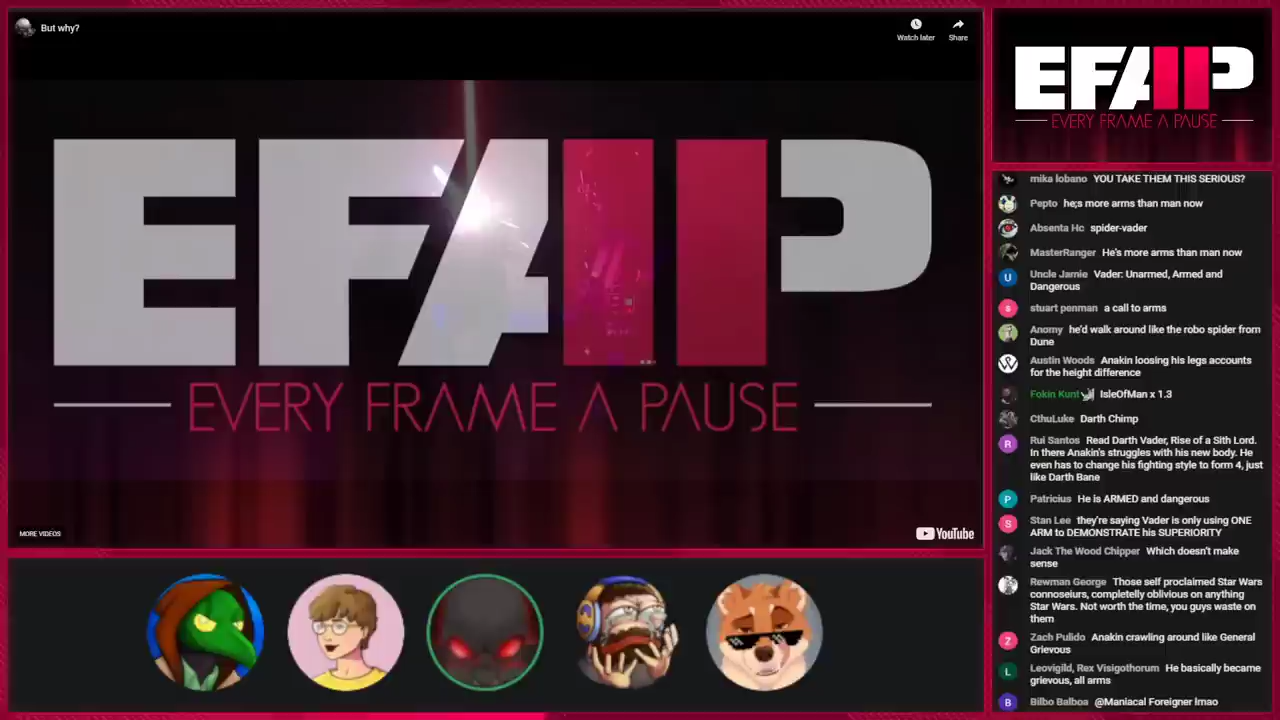 But why?
Watch later
Share
EFAP
EVERY FRAME A PAUSE
MORE VIDEOS
YouTube
EFAP
EVERY FRAME A PAUSE
mika lobano YOU TAKE THEM THIS SERIOUS?
Pepto he;s more arms than man now
Absenta Hc spider-vader
MasterRanger He's more arms than man now
U
Uncle Jamie Vader: Unarmed, Armed and
Dangerous
s
stuart penman a call to arms
Anomy he'd walk around like the robo spider from
Dune
Austin Woods Anakin loosing his legs accounts
for the height difference
Fokin Kunt IsleOfMan x 1.3
CthuLuke Darth Chimp
R
Rui Santos Read Darth Vader, Rise of a Sith Lord.
In there Anakin's struggles with his new body. He
even has to change his fighting style to form 4, just
like Darth Bane
P
Patricius He is ARMED and dangerous
S
Stan Lee they're saying Vader is only using ONE
ARM to DEMONSTRATE his SUPERIORITY
Jack The Wood Chipper Which doesn't make
sense
Rewman George Those self proclaimed Star Wars
connoseiurs, completelly oblivious on anything
Star Wars. Not worth the time, you guys waste on
them
Z
Zach Pulido Anakin crawling around like General
Grievous
L
Leovigild, Rex Visigothorum He basically became
grievous, all arms
B
Bilbo Balboa @Maniacal Foreigner lmao